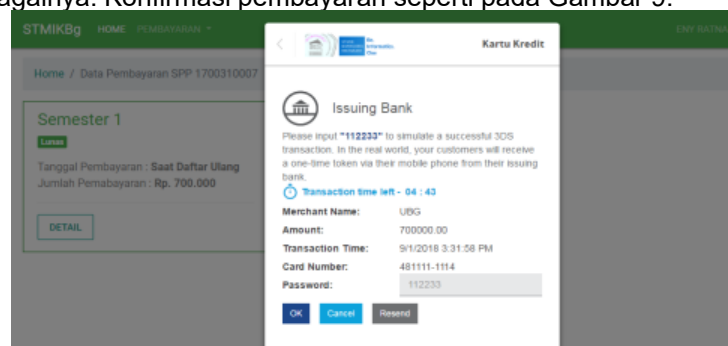 againya. Konfirmasi pembayaran seperti pada Gambar 9.
STMIKBg HOME PEMBAYARAN
Home / Data Pembayaran SPP 1700310007
Semester 1
Lunas
Tanggal Pembayaran : Saat Daftar Ulang
Jumlah Pemabayaran : Rp. 700.000
DETAIL
Kartu Kredit
Issuing Bank
Please input "112233" to simulate a successful 3DS
transaction. In the real world, your customers will receive
a one-time token via their mobile phone from their issuing
bank.
Transaction time left - 04 : 43
Merchant Name: UBG
Amount: 700000.00
Transaction Time: 9/1/2018 3:31:58 PM
Card Number: 481111-1114
Password: 112233
OK Cancel Resend
ENY RATNA